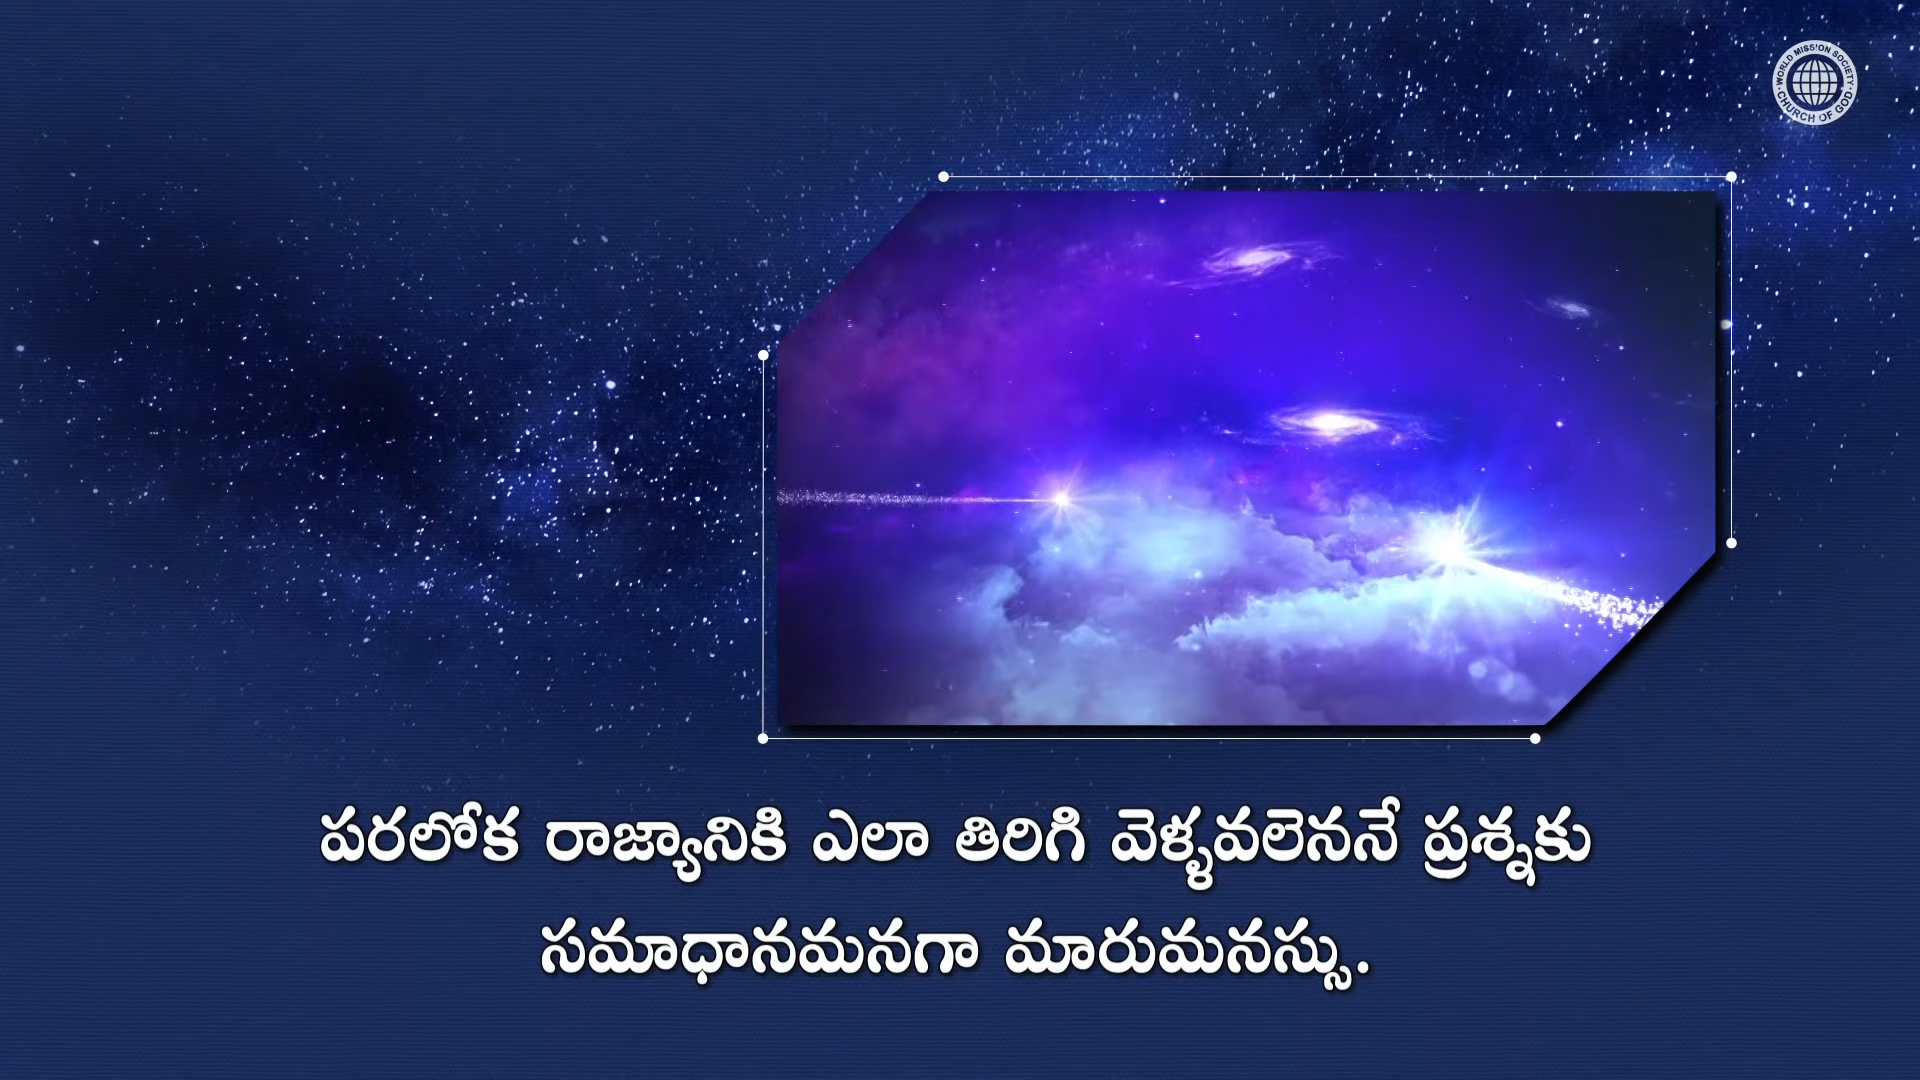 WORLD MISSION SOCIETY
CHURCH OF GOD
పరలోక రాజ్యానికి ఎలా తిరిగి వెళ్ళవలెననే ప్రశ్నకు
సమాధానమనగా మారుమనస్సు.